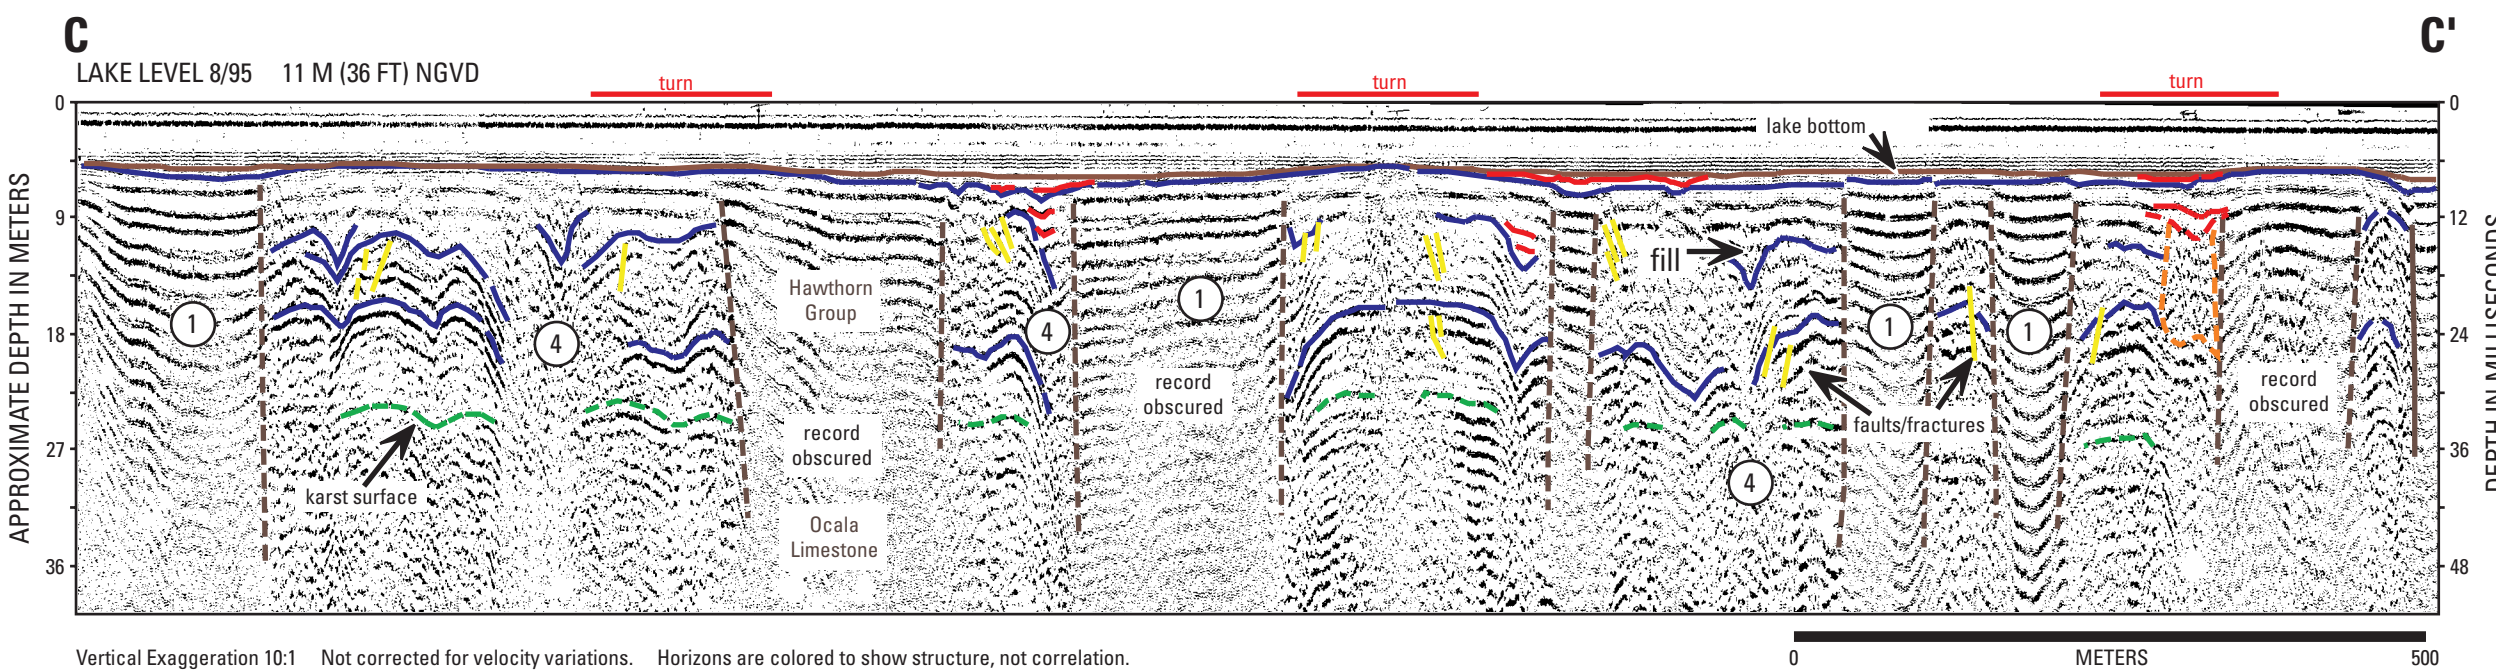 C
C'
LAKE LEVEL 8/95 11 M (36 FT) NGVD
turn
turn
turn
0
9
18
27
36
APPROXIMATE DEPTH IN METERS
0
12
24
36
48
DEPTH IN MILLSECONDS
lake bottom
fill
Hawthorn
Group
1
4
4
1
1
1
4
record
obscured
record
obscured
record
obscured
faults/fractures
karst surface
Ocala
Limestone
Vertical Exaggeration 10:1 Not corrected for velocity variations. Horizons are colored to show structure, not correlation.
0 METERS 500